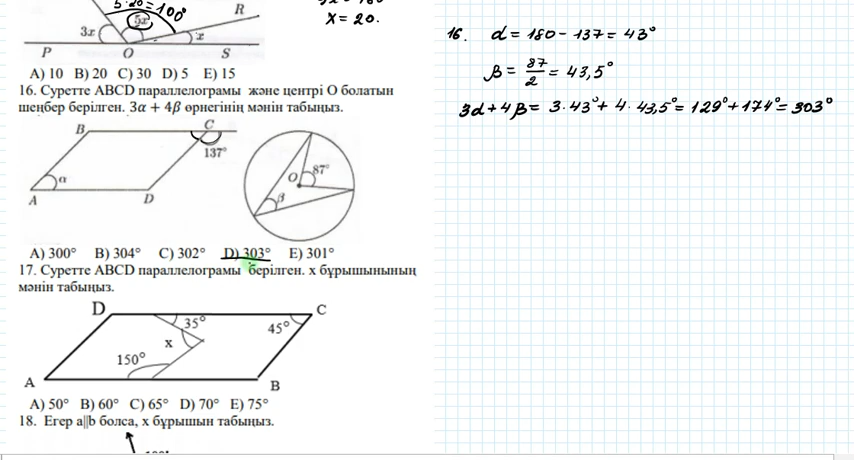 5·20=100°
R
5x
3x
x
P O S
X = 20.
A) 10 B) 20 C) 30 D) 5 E) 15
16. Суретте ABCD параллелограмы және центрі О болатын
шеңбер берілген. 3α + 4β өрнегінің мәнін табыңыз.
B C
137°
α
A D
O 87°
β
A) 300° B) 304° C) 302° D) 303° E) 301°
17. Суретте ABCD параллелограмы берілген. х бұрышынының
мәнін табыңыз.
D C
35° 45°
x
150°
A B
A) 50° B) 60° C) 65° D) 70° E) 75°
18. Егер a||b болса, х бұрышын табыңыз.
16. α = 180 - 137 = 43°
β = 87/2 = 43,5°
3α + 4β = 3·43° + 4·43,5° = 129° + 174° = 303°